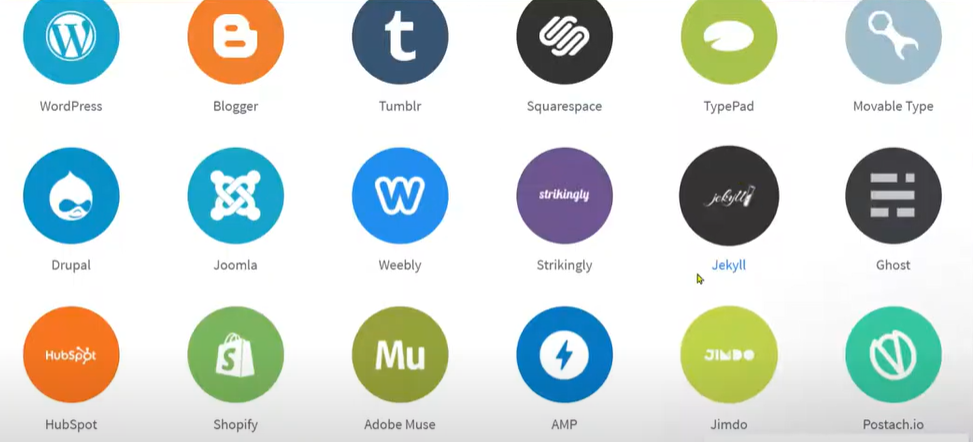 WordPress
Blogger
Tumblr
Squarespace
TypePad
Movable Type
strikingly
jekyll
Drupal
Joomla
Weebly
Strikingly
Jekyll
Ghost
HubSpot
Mu
JIMDO
HubSpot
Shopify
Adobe Muse
AMP
Jimdo
Postach.io